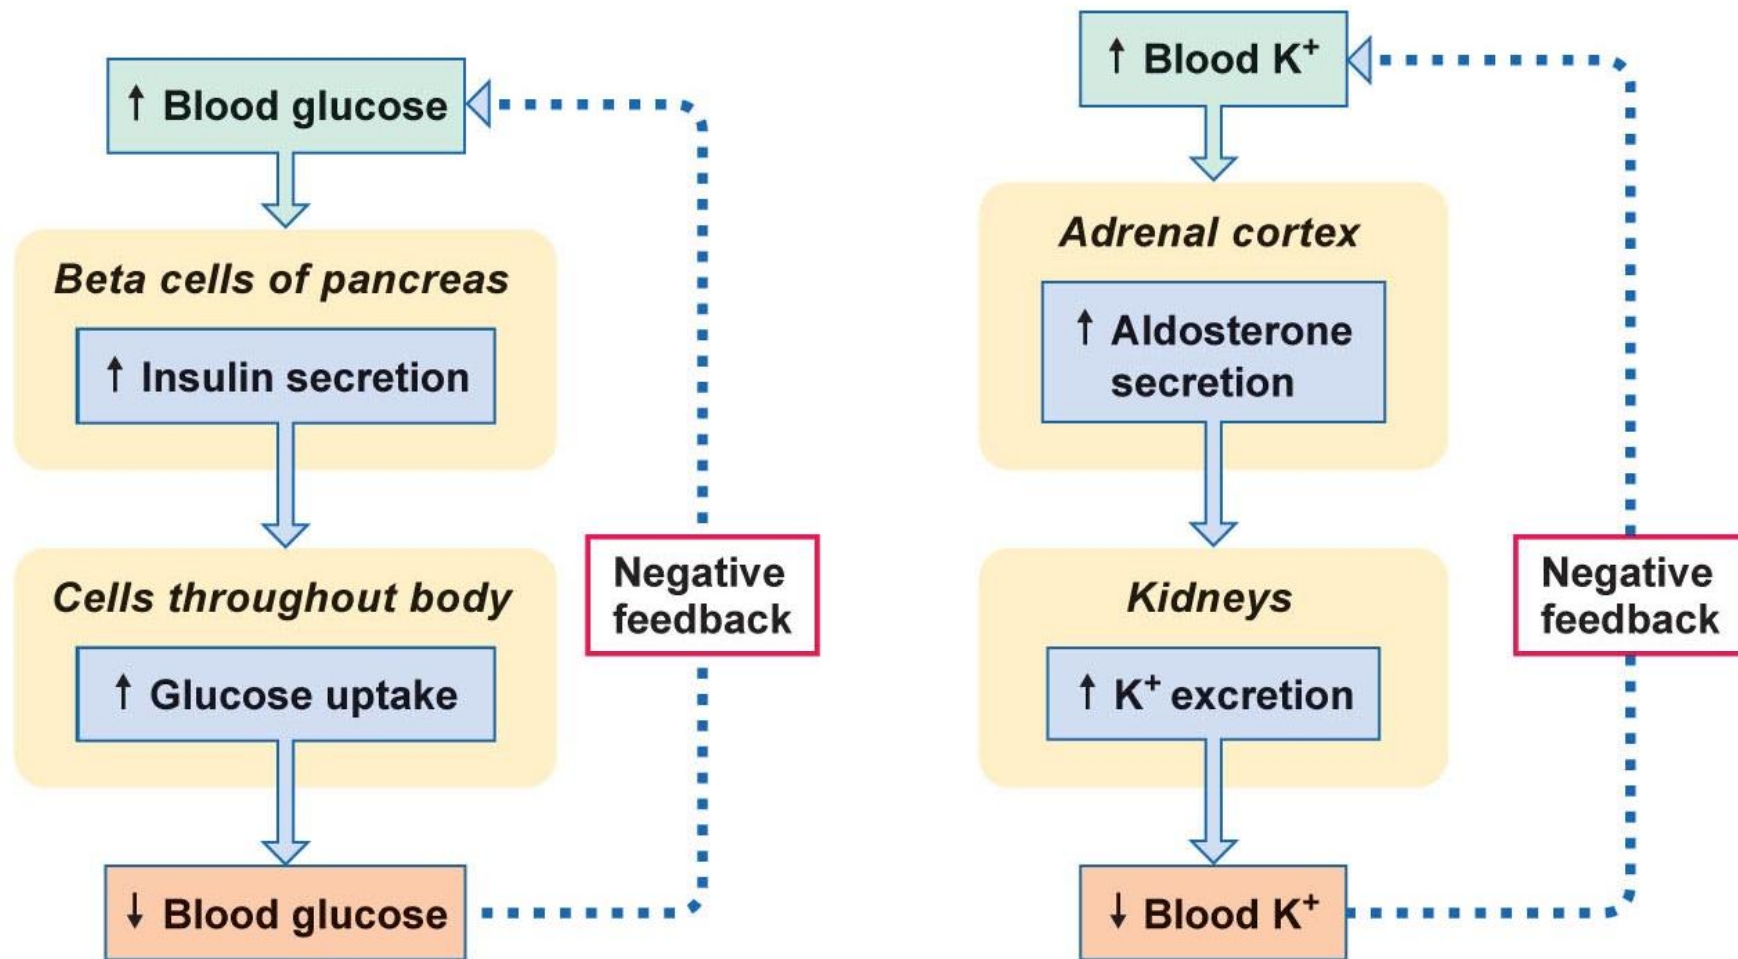 ↑ Blood glucose
Beta cells of pancreas
↑ Insulin secretion
Cells throughout body
↑ Glucose uptake
↓ Blood glucose
Negative
feedback
↑ Blood K⁺
Adrenal cortex
↑ Aldosterone
secretion
Kidneys
↑ K⁺ excretion
↓ Blood K⁺
Negative
feedback